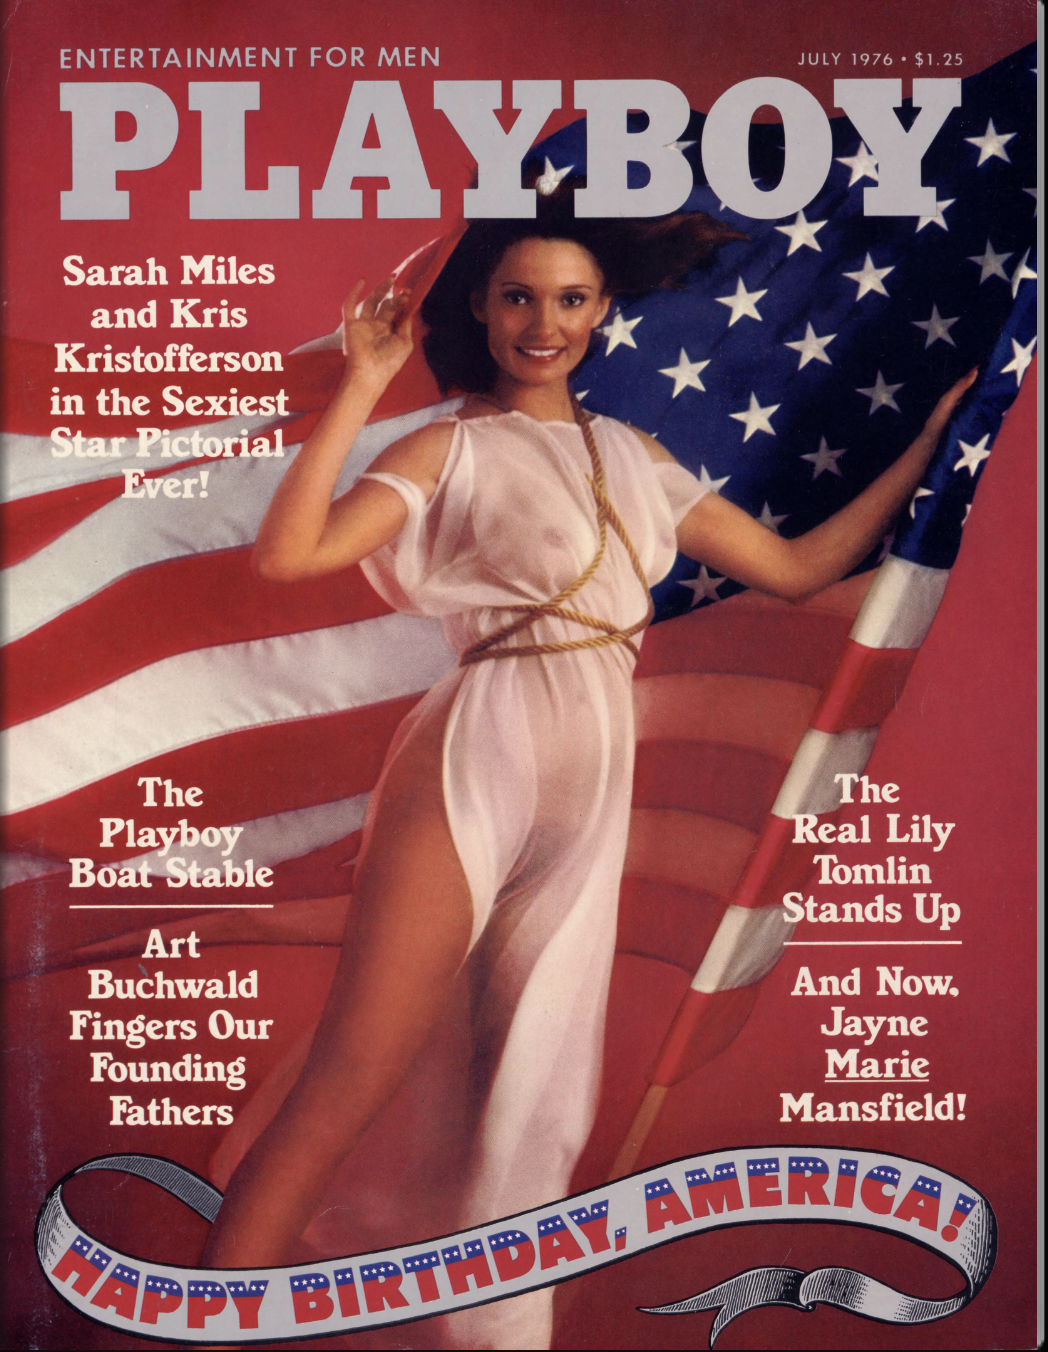 ENTERTAINMENT FOR MEN
JULY 1976 • $1.25
PLAYBOY
Sarah Miles
and Kris
Kristofferson
in the Sexiest
Star Pictorial
Ever!
The
Playboy
Boat Stable
Art
Buchwald
Fingers Our
Founding
Fathers
The
Real Lily
Tomlin
Stands Up
And Now,
Jayne
Marie
Mansfield!
HAPPY BIRTHDAY, AMERICA!